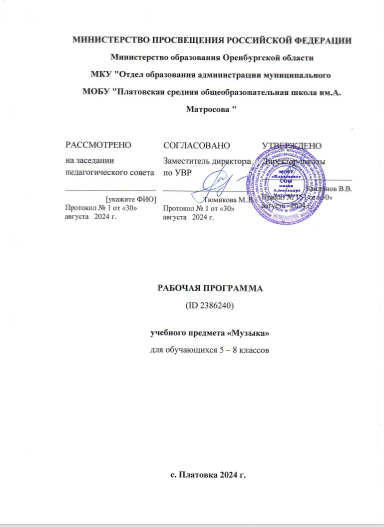 МИНИСТЕРСТВО ПРОСВЕЩЕНИЯ РОССИЙСКОЙ ФЕДЕРАЦИИ
Министерство образования Оренбургской области
МКУ "Отдел образования администрации муниципального
МОБУ "Платовская средняя общеобразовательная школа им.А.
Матросова "
РАССМОТРЕНО СОГЛАСОВАНО УТВЕРЖДЕНО
на заседании Заместитель директора Директор школы
педагогического совета по УВР
[укажите ФИО] Тюмикова М.В. В.В.
Протокол № 1 от «30» Протокол № 1 от «30»
августа 2024 г. августа 2024 г.
РАБОЧАЯ ПРОГРАММА
(ID 2386240)
учебного предмета «Музыка»
для обучающихся 5 – 8 классов
с. Платовка 2024 г.